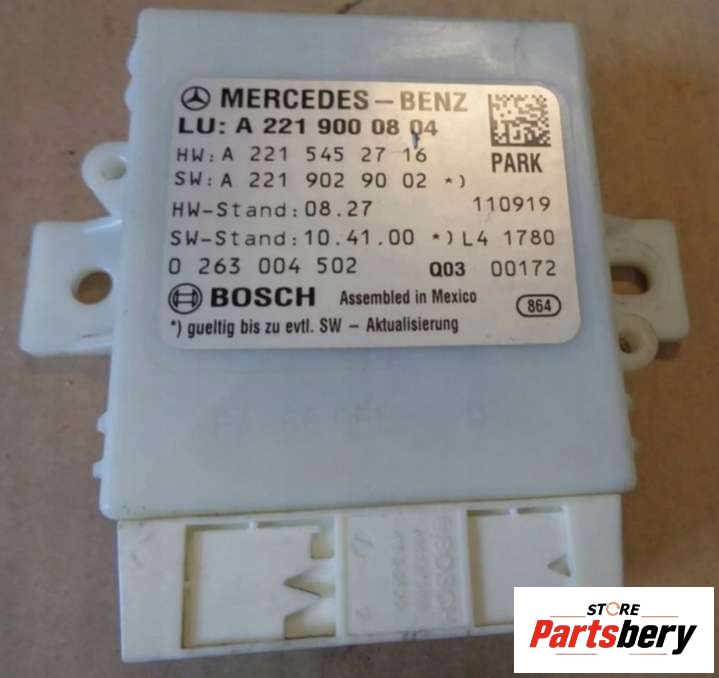 MERCEDES-BENZ
LU: A 221 900 08 04
HW: A 221 545 27 16
SW: A 221 902 90 02 *)
PARK
HW-Stand: 08.27 110919
SW-Stand: 10.41.00 *) L4 1780
0 263 004 502 Q03 00172
BOSCH Assembled in Mexico 864
*) gueltig bis zu evtl. SW - Aktualisierung
BOSCH
STORE
Partsbery